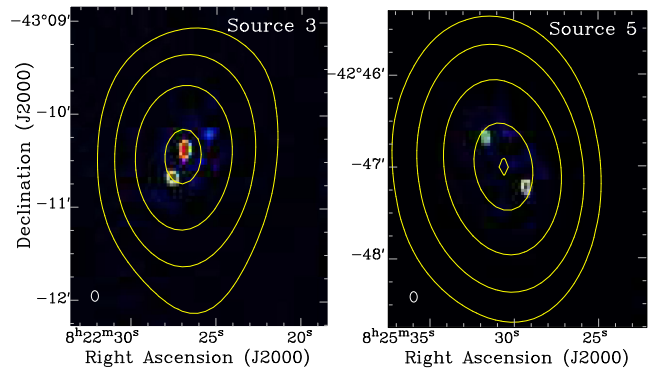 Source 3
Declination (J2000)
−43°09′
−10′
−11′
−12′
8ʰ22ᵐ30ˢ 25ˢ 20ˢ
Right Ascension (J2000)
Source 5
−42°46′
−47′
−48′
8ʰ25ᵐ35ˢ 30ˢ 25ˢ
Right Ascension (J2000)